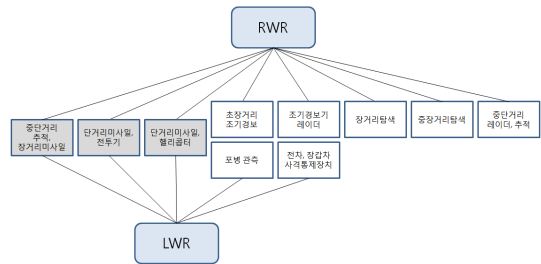 RWR
중단거리
추적,
장거리미사일
단거리미사일,
전투기
단거리미사일,
헬리콥터
초장거리
조기경보
조기경보기
레이더
장거리탐색
중장거리탐색
중단거리
레이더, 추적
포병 관측
전차, 장갑차
사격통제장치
LWR